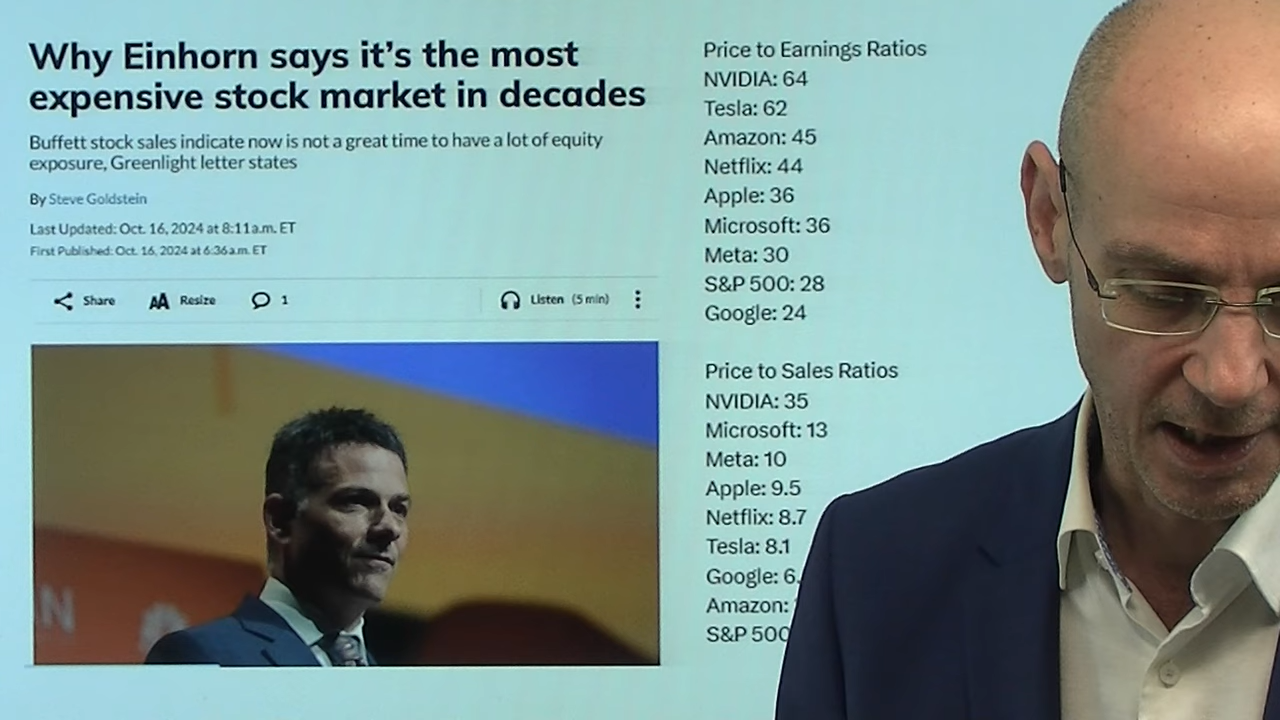 Why Einhorn says it's the most
expensive stock market in decades
Buffett stock sales indicate now is not a great time to have a lot of equity
exposure, Greenlight letter states
By Steve Goldstein
Last Updated: Oct. 16, 2024 at 8:11 a.m. ET
First Published: Oct. 16, 2024 at 6:36 a.m. ET
Share
AA Resize
1
Listen (5 min)
N
Price to Earnings Ratios
NVIDIA: 64
Tesla: 62
Amazon: 45
Netflix: 44
Apple: 36
Microsoft: 36
Meta: 30
S&P 500: 28
Google: 24
Price to Sales Ratios
NVIDIA: 35
Microsoft: 13
Meta: 10
Apple: 9.5
Netflix: 8.7
Tesla: 8.1
Google: 6.
Amazon:
S&P 500